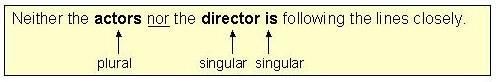 Neither the actors nor the director is following the lines closely.
plural singular singular